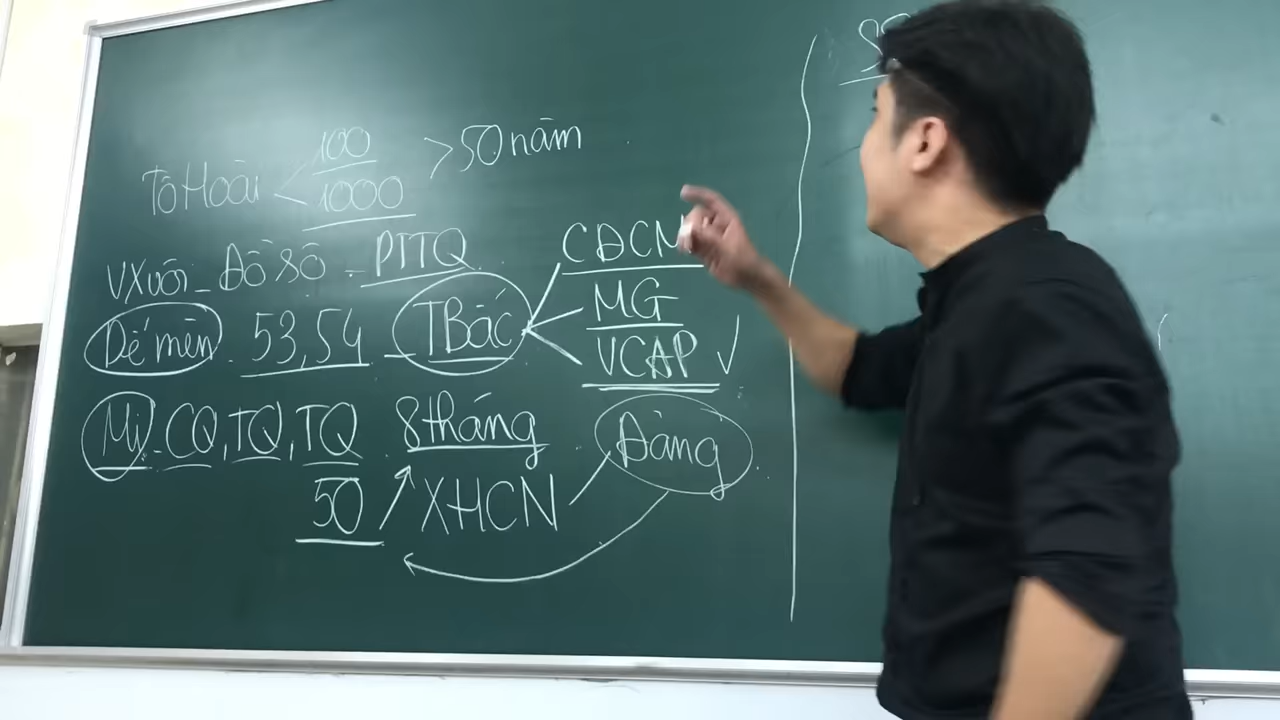 100
Tô Hoài < 1000 > 50 năm
VXuôi - Đồ sộ - PTTQ
CĐCM
Dế mèn. 53,54 - TBắc
MG
VCAP ✓
Mị - CQ, TQ, TQ. 8 tháng. Đảng
50 ↗ XHCN